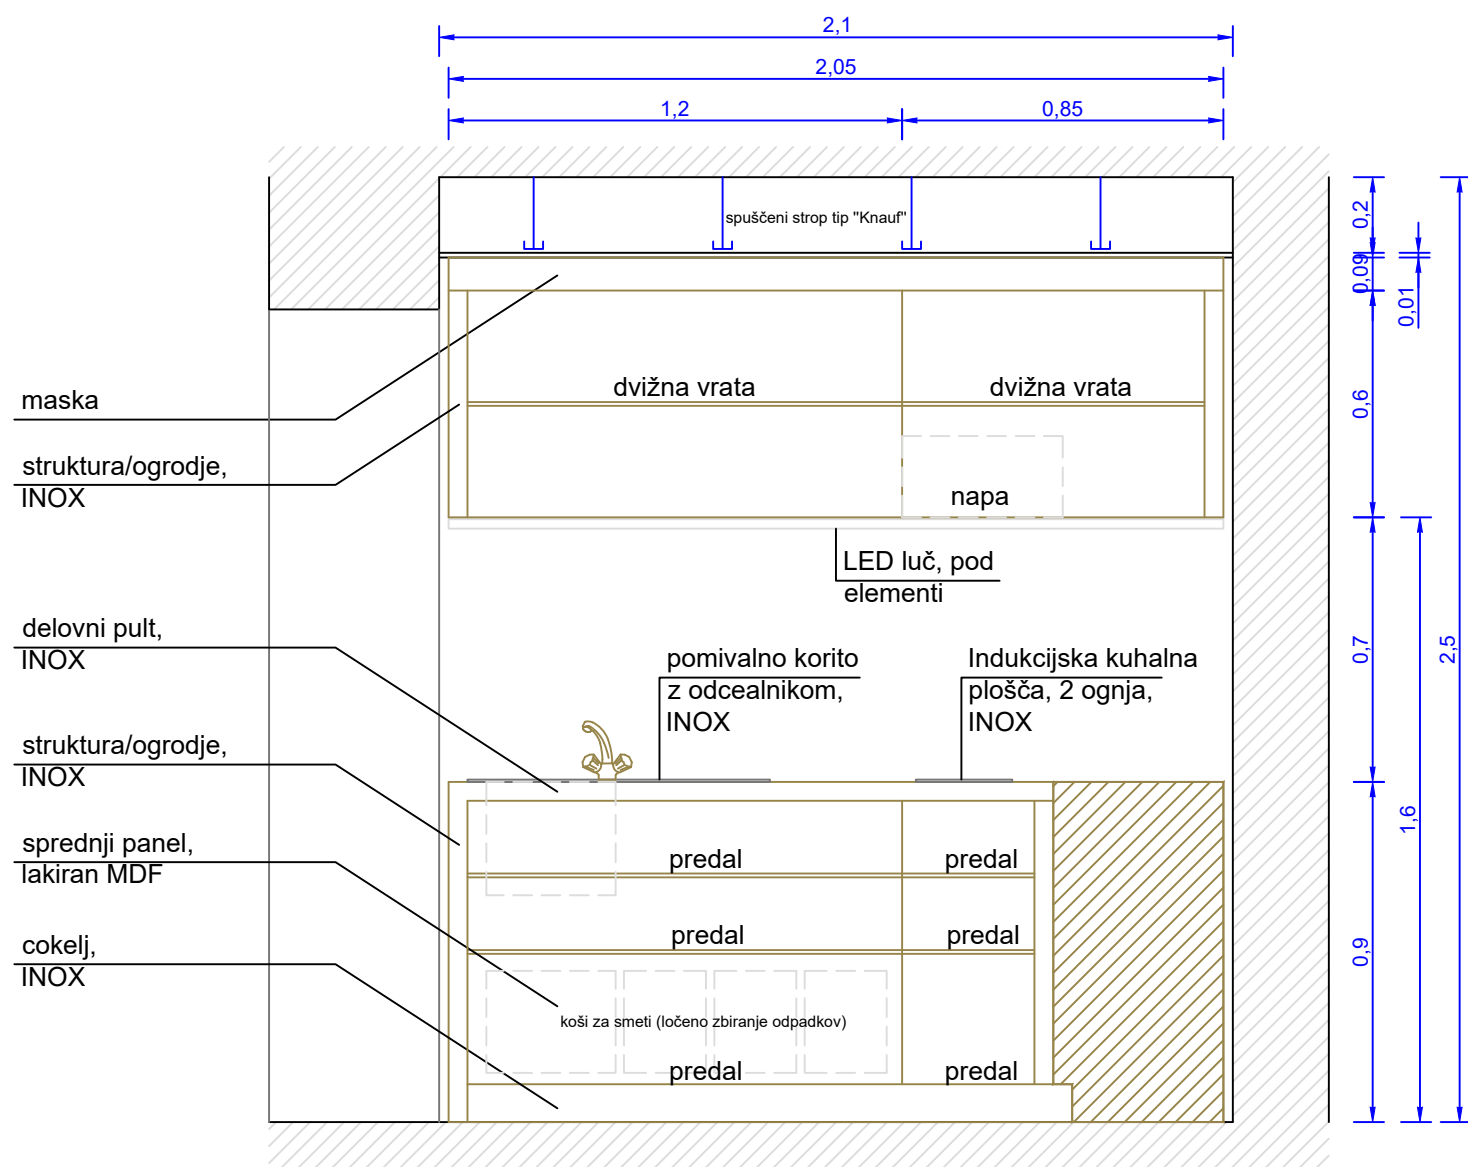 2,1
2,05
1,2
0,85
spuščeni strop tip "Knauf"
0,2
0,09
0,01
maska
dvižna vrata
dvižna vrata
0,6
struktura/ogrodje,
INOX
napa
LED luč, pod
elementi
delovni pult,
INOX
pomivalno korito
z odcealnikom,
INOX
Indukcijska kuhalna
plošča, 2 ognja,
INOX
0,7
2,5
struktura/ogrodje,
INOX
1,6
sprednji panel,
lakiran MDF
predal
predal
cokelj,
INOX
predal
predal
0,9
koši za smeti (ločeno zbiranje odpadkov)
predal
predal